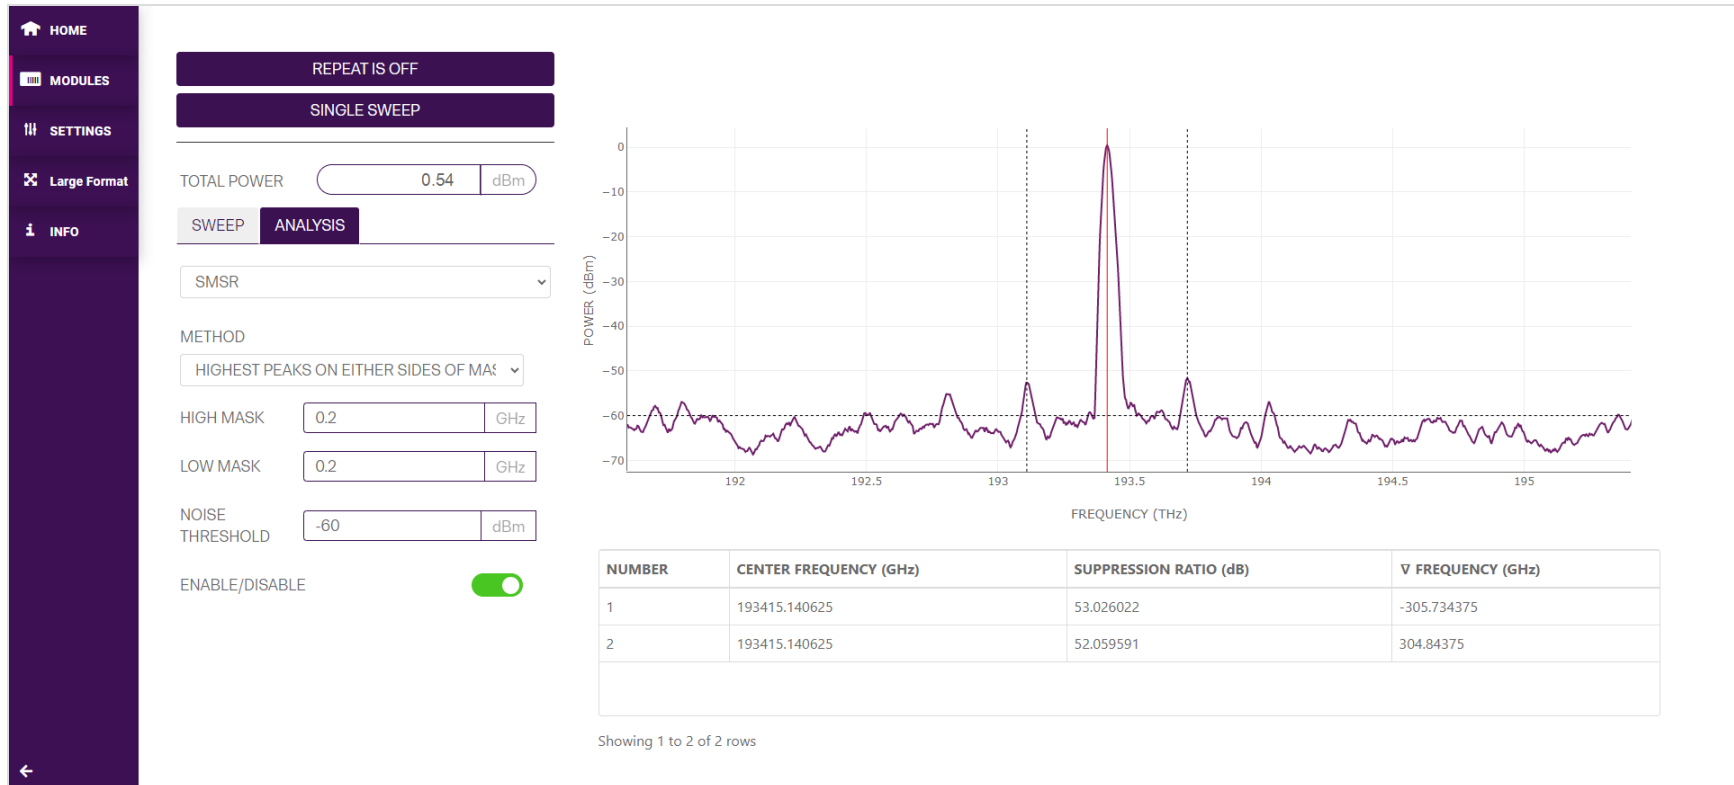 HOME
MODULES
SETTINGS
Large Format
INFO
REPEAT IS OFF
SINGLE SWEEP
TOTAL POWER 0.54 dBm
SWEEP ANALYSIS
SMSR
METHOD
HIGHEST PEAKS ON EITHER SIDES OF MAS
HIGH MASK 0.2 GHz
LOW MASK 0.2 GHz
NOISE
THRESHOLD -60 dBm
ENABLE/DISABLE
POWER (dBm)
0
−10
−20
−30
−40
−50
−60
−70
192 192.5 193 193.5 194 194.5 195
FREQUENCY (THz)
NUMBER CENTER FREQUENCY (GHz) SUPPRESSION RATIO (dB) ∇ FREQUENCY (GHz)
1 193415.140625 53.026022 -305.734375
2 193415.140625 52.059591 304.84375
Showing 1 to 2 of 2 rows